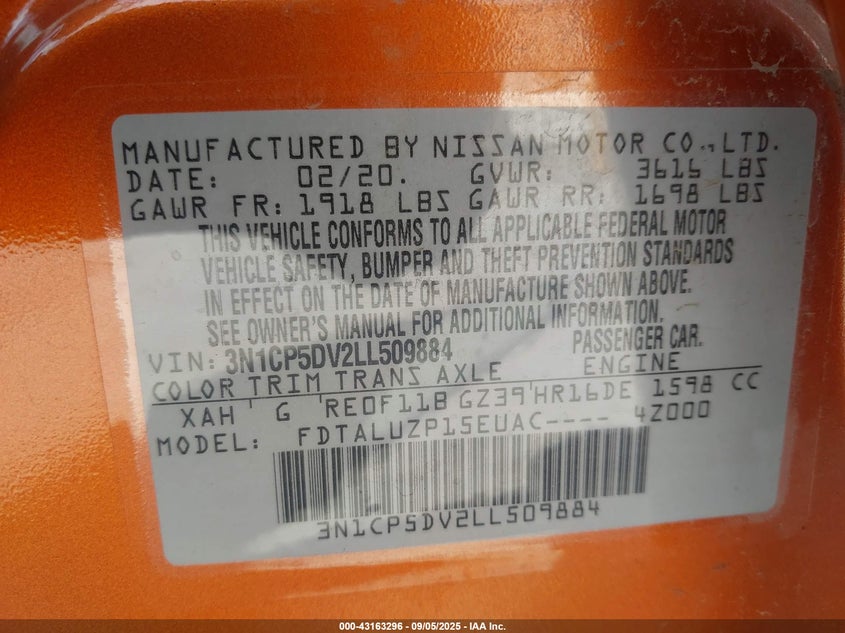 MANUFACTURED BY NISSAN MOTOR CO., LTD.
DATE: 02/20. GVWR: 3616 LBS
GAWR FR: 1918 LBS GAWR RR: 1698 LBS
THIS VEHICLE CONFORMS TO ALL APPLICABLE FEDERAL MOTOR
VEHICLE SAFETY, BUMPER AND THEFT PREVENTION STANDARDS
IN EFFECT ON THE DATE OF MANUFACTURE SHOWN ABOVE.
SEE OWNER'S MANUAL FOR ADDITIONAL INFORMATION.
VIN: 3N1CP5DV2LL509884 PASSENGER CAR.
COLOR TRIM TRANS AXLE ENGINE
XAH G RE0F11B GZ39 HR16DE 1598 CC
MODEL: FDTALUZP15EUAC---- 4Z000
3N1CP5DV2LL509884
000-43163296 - 09/05/2025 - IAA Inc.